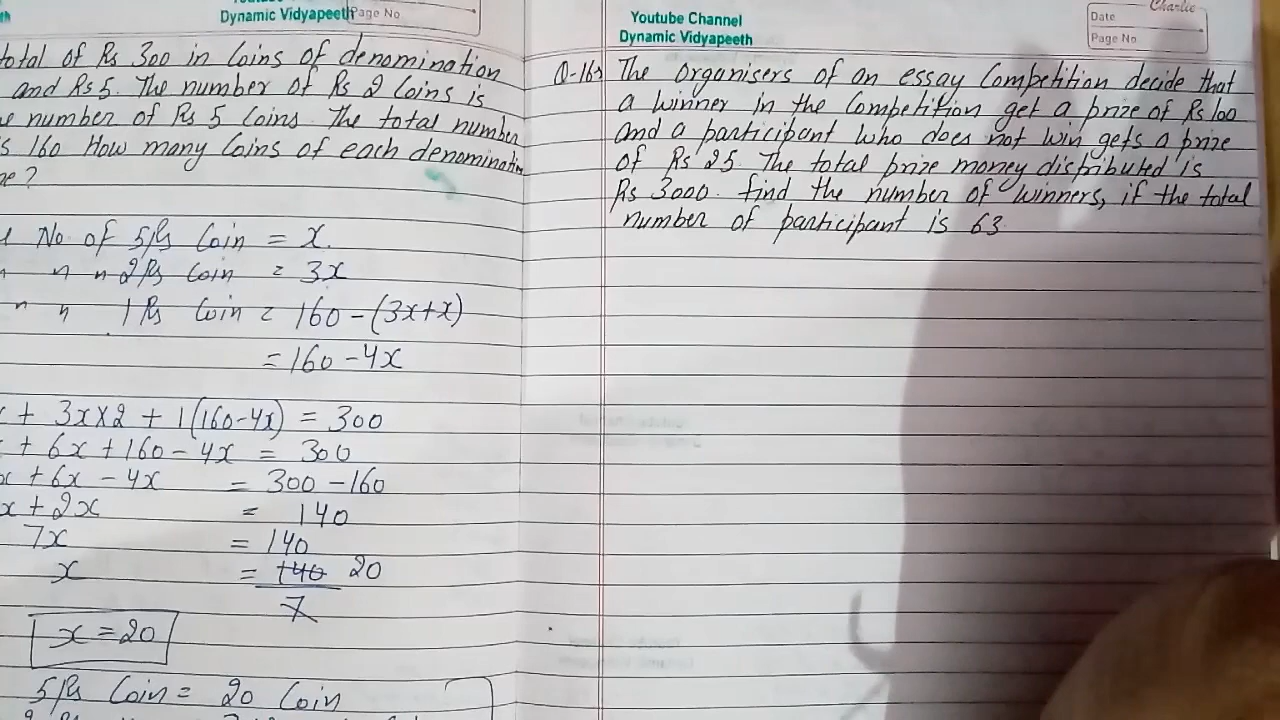 Dynamic Vidyapeeth Page No
total of Rs 300 in Coins of denomination
and Rs 5. The number of Rs 2 Coins is
number of Rs 5 Coins. The total number
is 160 How many Coins of each denomination
?
No of 5 Rs Coin = x.
" " 2 Rs Coin = 3x
" " 1 Rs Coin = 160 - (3x+x)
= 160 - 4x
+ 3x×2 + 1(160-4x) = 300
+ 6x + 160 - 4x = 300
x + 6x - 4x = 300 - 160
x + 2x = 140
7x = 140
x = 140 20
7
x = 20
5 Rs Coin = 20 Coin
Youtube Channel
Dynamic Vidyapeeth
Charlie
Date
Page No
Q-16) The organisers of an essay Competition decide that
a winner in the Competition get a prize of Rs 100
and a participant who does not win gets a prize
of Rs 25. The total prize money distributed is
Rs 3000. find the number of winners, if the total
number of participant is 63.